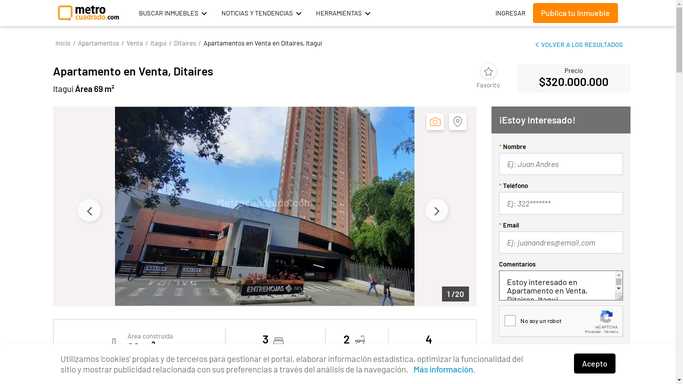 metro
cuadrado.com
BUSCAR INMUEBLES
NOTICIAS Y TENDENCIAS
HERRAMIENTAS
INGRESAR
Publica tu Inmueble
Inicio / Apartamentos / Venta / Itagui / Ditaires / Apartamentos en Venta en Ditaires, Itagui
< VOLVER A LOS RESULTADOS
Apartamento en Venta, Ditaires
Itagui Área 69 m²
Favorito
Precio
$320.000.000
Metrocuadrado.com
ENTREHOJAS
1 / 20
¡Estoy Interesado!
* Nombre
Ej: Juan Andres
* Teléfono
Ej: 322*******
* Email
Ej: juanandres@email.com
Comentarios
Estoy interesado en
Apartamento en Venta,
Ditaires, Itagui
No soy un robot
reCAPTCHA
Privacidad - Términos
Área construida
3
2
4
Utilizamos 'cookies' propias y de terceros para gestionar el portal, elaborar información estadística, optimizar la funcionalidad del
sitio y mostrar publicidad relacionada con sus preferencias a través del análisis de la navegación. Más información.
Acepto